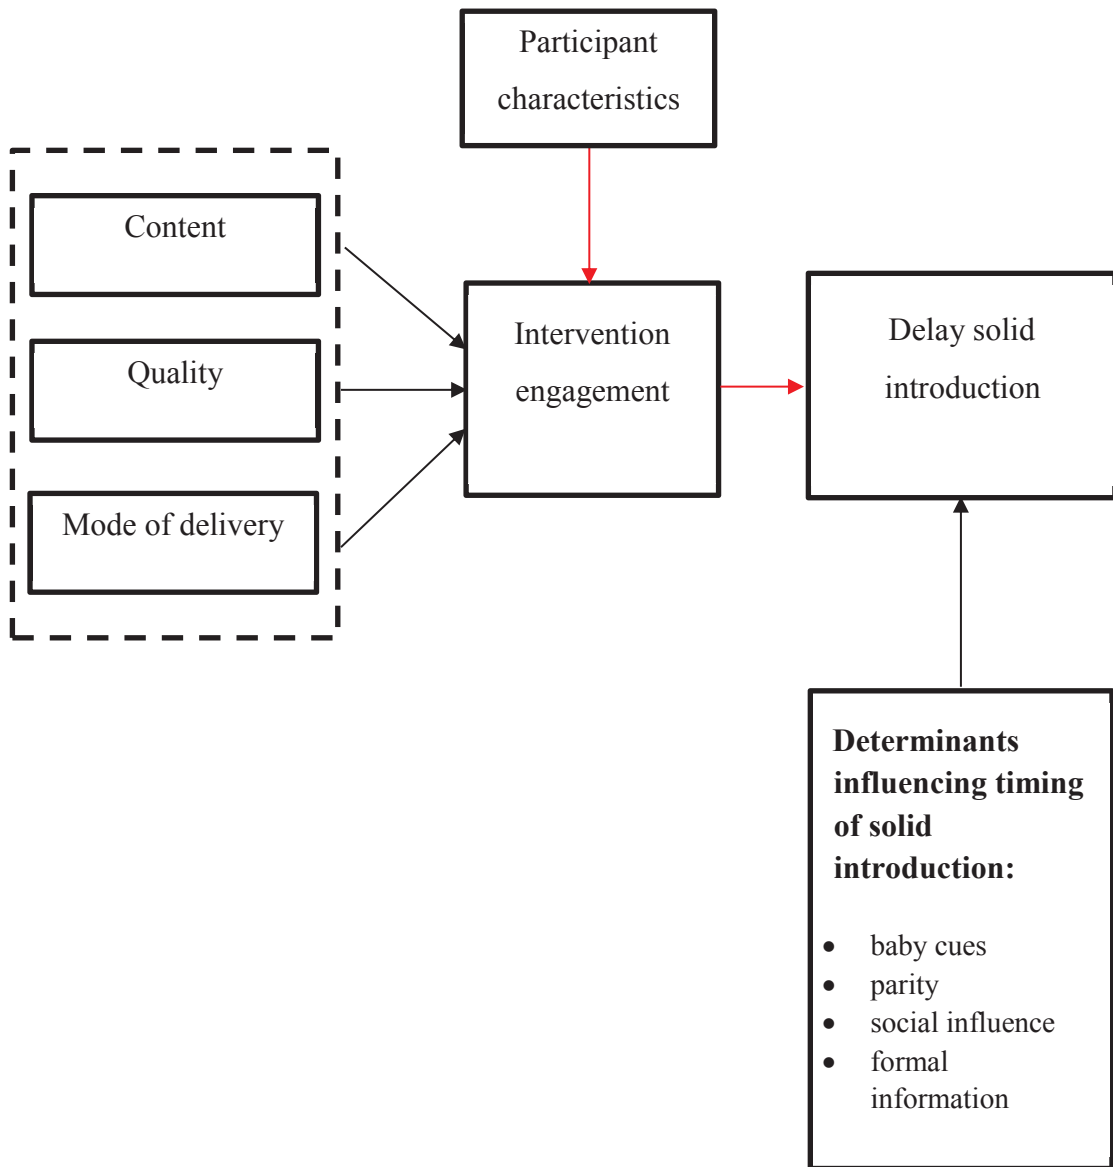 Participant
characteristics
Content
Quality
Mode of delivery
Intervention
engagement
Delay solid
introduction
Determinants
influencing timing
of solid
introduction:
• baby cues
• parity
• social influence
• formal
information